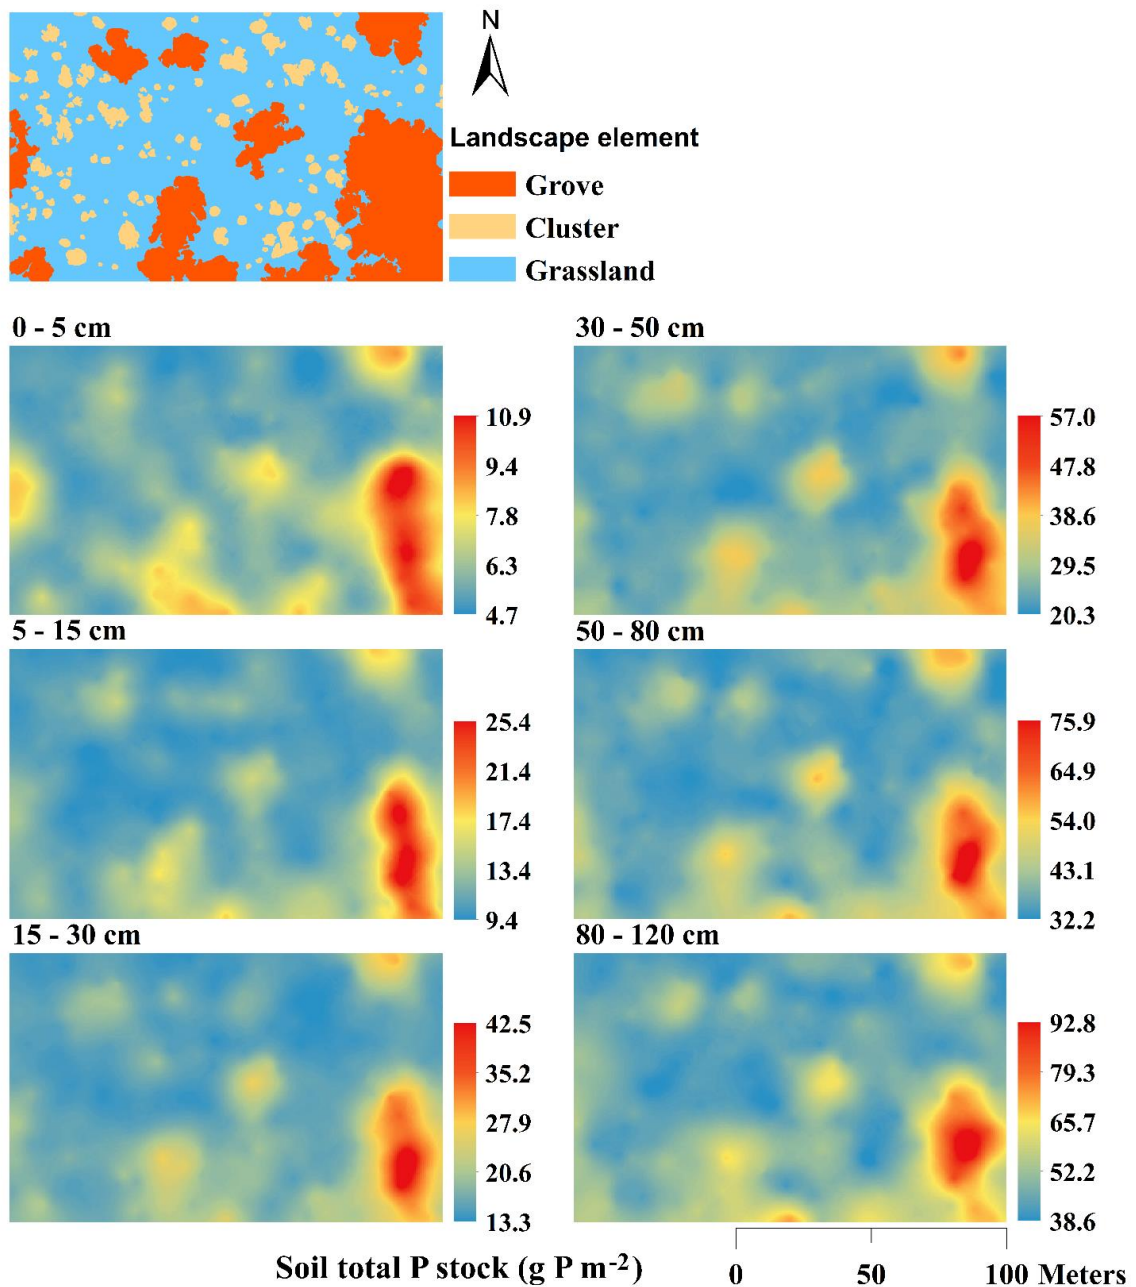 N
Landscape element
Grove
Cluster
Grassland
0 - 5 cm
10.9
9.4
7.8
6.3
4.7
30 - 50 cm
57.0
47.8
38.6
29.5
20.3
5 - 15 cm
25.4
21.4
17.4
13.4
9.4
50 - 80 cm
75.9
64.9
54.0
43.1
32.2
15 - 30 cm
42.5
35.2
27.9
20.6
13.3
80 - 120 cm
92.8
79.3
65.7
52.2
38.6
Soil total P stock (g P m⁻²)
0 50 100 Meters